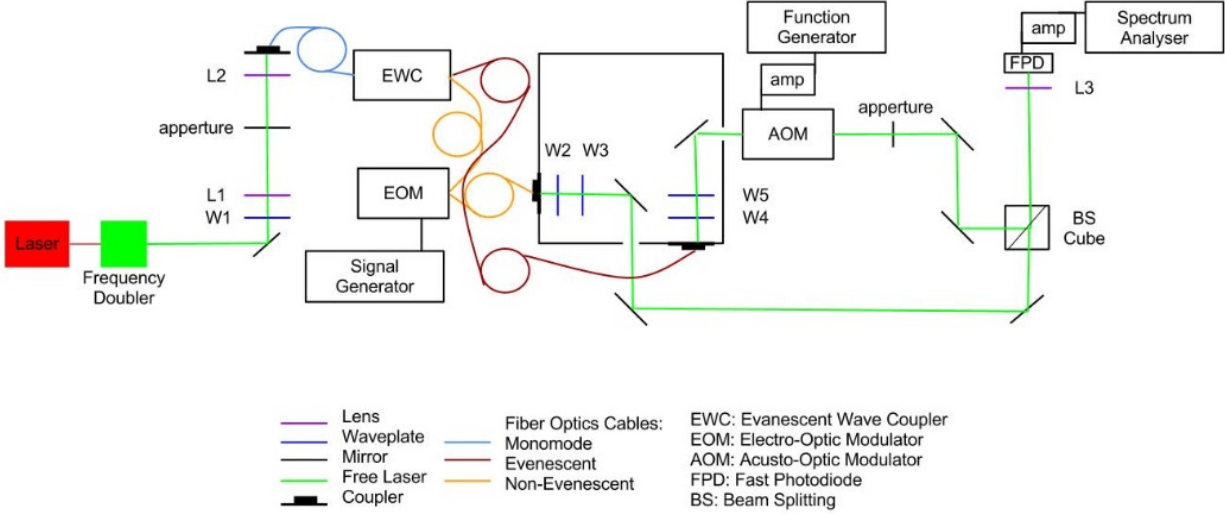 Function
Generator
amp
Spectrum
Analyser
amp
FPD
L3
L2
EWC
apperture
AOM
apperture
W2
W3
EOM
L1
W1
W5
W4
BS
Cube
Laser
Frequency
Doubler
Signal
Generator
Lens
Waveplate
Mirror
Free Laser
Coupler
Fiber Optics Cables:
Monomode
Evenescent
Non-Evenescent
EWC: Evanescent Wave Coupler
EOM: Electro-Optic Modulator
AOM: Acusto-Optic Modulator
FPD: Fast Photodiode
BS: Beam Splitting